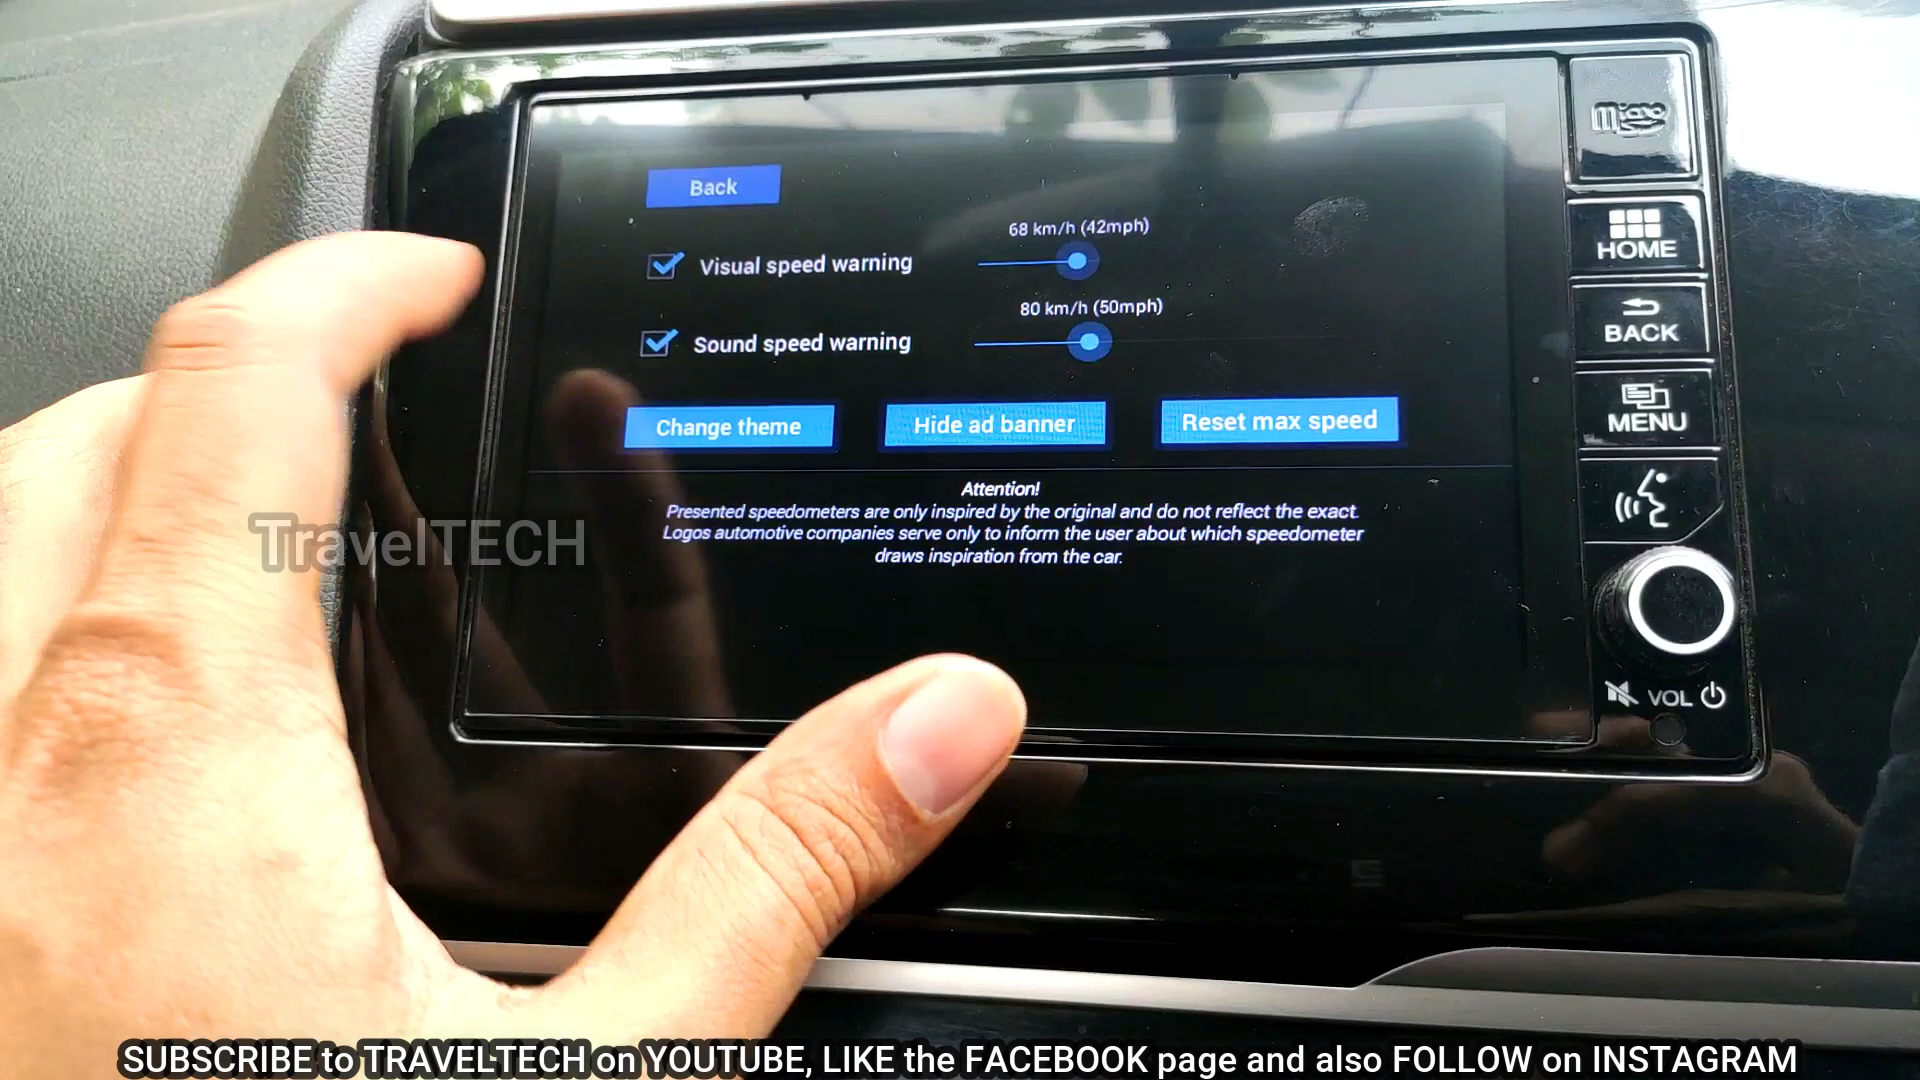 Micro
SD
Back
68 km/h (42mph)
Visual speed warning
80 km/h (50mph)
Sound speed warning
Change theme
Hide ad banner
Reset max speed
Attention!
Presented speedometers are only inspired by the original and do not reflect the exact.
Logos automotive companies serve only to inform the user about which speedometer
draws inspiration from the car.
HOME
BACK
MENU
VOL
TravelTECH
SUBSCRIBE to TRAVELTECH on YOUTUBE, LIKE the FACEBOOK page and also FOLLOW on INSTAGRAM